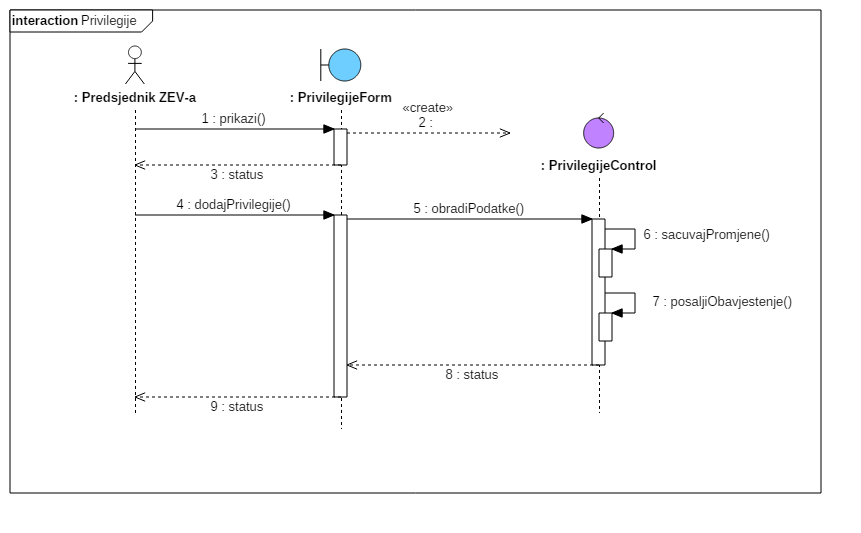 interaction Privilegije
: Predsjednik ZEV-a
: PrivilegijeForm
«create»
1 : prikazi()
2 :
: PrivilegijeControl
3 : status
4 : dodajPrivilegije()
5 : obradiPodatke()
6 : sacuvajPromjene()
7 : posaljiObavjestenje()
8 : status
9 : status